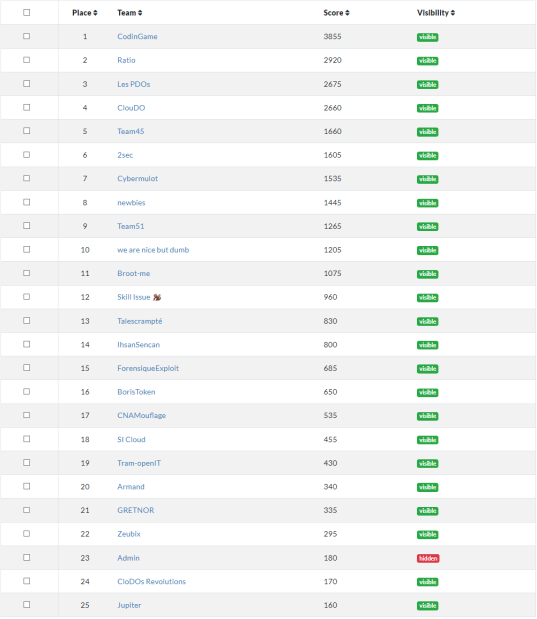 Place Team Score Visibility
1 CodinGame 3855 visible
2 Ratio 2920 visible
3 Les PDOs 2675 visible
4 ClouDO 2660 visible
5 Team45 1660 visible
6 2sec 1605 visible
7 Cybermulot 1535 visible
8 newbies 1445 visible
9 Team51 1265 visible
10 we are nice but dumb 1205 visible
11 Broot-me 1075 visible
12 Skill Issue 960 visible
13 Talescrampté 830 visible
14 IhsanSencan 800 visible
15 ForensiqueExploit 685 visible
16 BorisToken 650 visible
17 CNAMouflage 535 visible
18 SI Cloud 455 visible
19 Tram-openIT 430 visible
20 Armand 340 visible
21 GRETNOR 335 visible
22 Zeubix 295 visible
23 Admin 180 hidden
24 CloDOs Revolutions 170 visible
25 Jupiter 160 visible